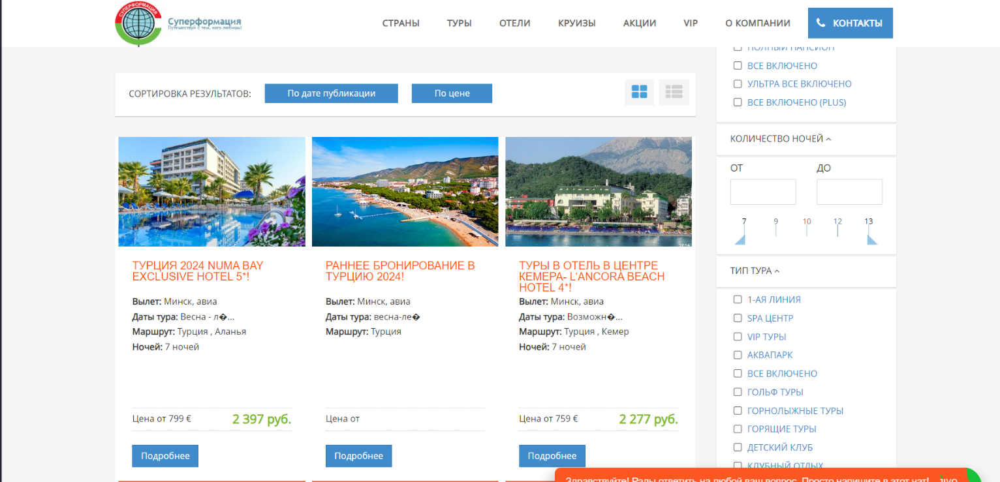 СУПЕРФОРМАЦИЯ
Суперформация
Путешествуй с тем, кого любишь!
СТРАНЫ ТУРЫ ОТЕЛИ КРУИЗЫ АКЦИИ VIP О КОМПАНИИ КОНТАКТЫ
ПОЛНЫЙ ПАНСИОН
ВСЕ ВКЛЮЧЕНО
УЛЬТРА ВСЕ ВКЛЮЧЕНО
ВСЕ ВКЛЮЧЕНО (PLUS)
СОРТИРОВКА РЕЗУЛЬТАТОВ: По дате публикации По цене
КОЛИЧЕСТВО НОЧЕЙ
ОТ ДО
7 9 10 12 13
ТИП ТУРА
1-АЯ ЛИНИЯ
SPA ЦЕНТР
VIP ТУРЫ
АКВАПАРК
ВСЕ ВКЛЮЧЕНО
ГОЛЬФ ТУРЫ
ГОРНОЛЫЖНЫЕ ТУРЫ
ГОРЯЩИЕ ТУРЫ
ДЕТСКИЙ КЛУБ
КЛУБНЫЙ ОТДЫХ
ТУРЦИЯ 2024 NUMA BAY
EXCLUSIVE HOTEL 5*!
Вылет: Минск, авиа
Даты тура: Весна - л�...
Маршрут: Турция , Аланья
Ночей: 7 ночей
Цена от 799 € 2 397 руб.
Подробнее
РАННЕЕ БРОНИРОВАНИЕ В
ТУРЦИЮ 2024!
Вылет: Минск, авиа
Даты тура: весна-ле�
Маршрут: Турция
Цена от
Подробнее
2016
ТУРЫ В ОТЕЛЬ В ЦЕНТРЕ
КЕМЕРА- L'ANCORA BEACH
HOTEL 4*!
Вылет: Минск, авиа
Даты тура: Возможн�...
Маршрут: Турция , Кемер
Ночей: 7 ночей
Цена от 759 € 2 277 руб.
Подробнее
Здравствуйте! Рады ответить на любой ваш вопрос. Просто напишите в этот чат! jivo